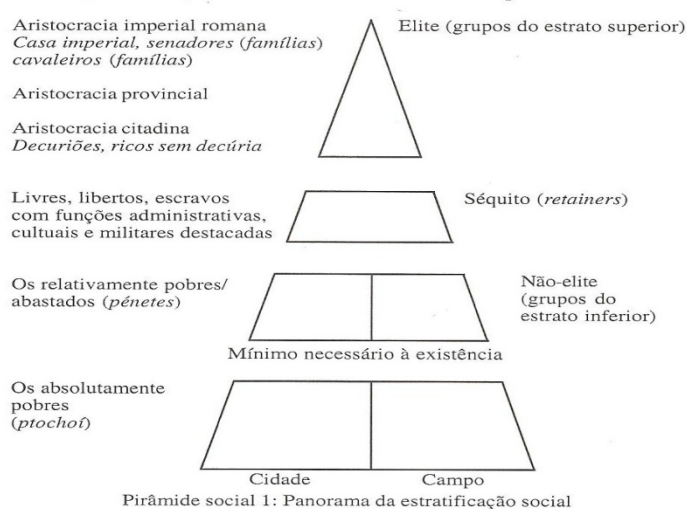 Aristocracia imperial romana
Casa imperial, senadores (famílias)
cavaleiros (famílias)
Elite (grupos do estrato superior)
Aristocracia provincial
Aristocracia citadina
Decuriões, ricos sem decúria
Livres, libertos, escravos
com funções administrativas,
cultuais e militares destacadas
Séquito (retainers)
Os relativamente pobres/
abastados (pénetes)
Não-elite
(grupos do
estrato inferior)
Mínimo necessário à existência
Os absolutamente
pobres
(ptochoí)
Cidade
Campo
Pirâmide social 1: Panorama da estratificação social